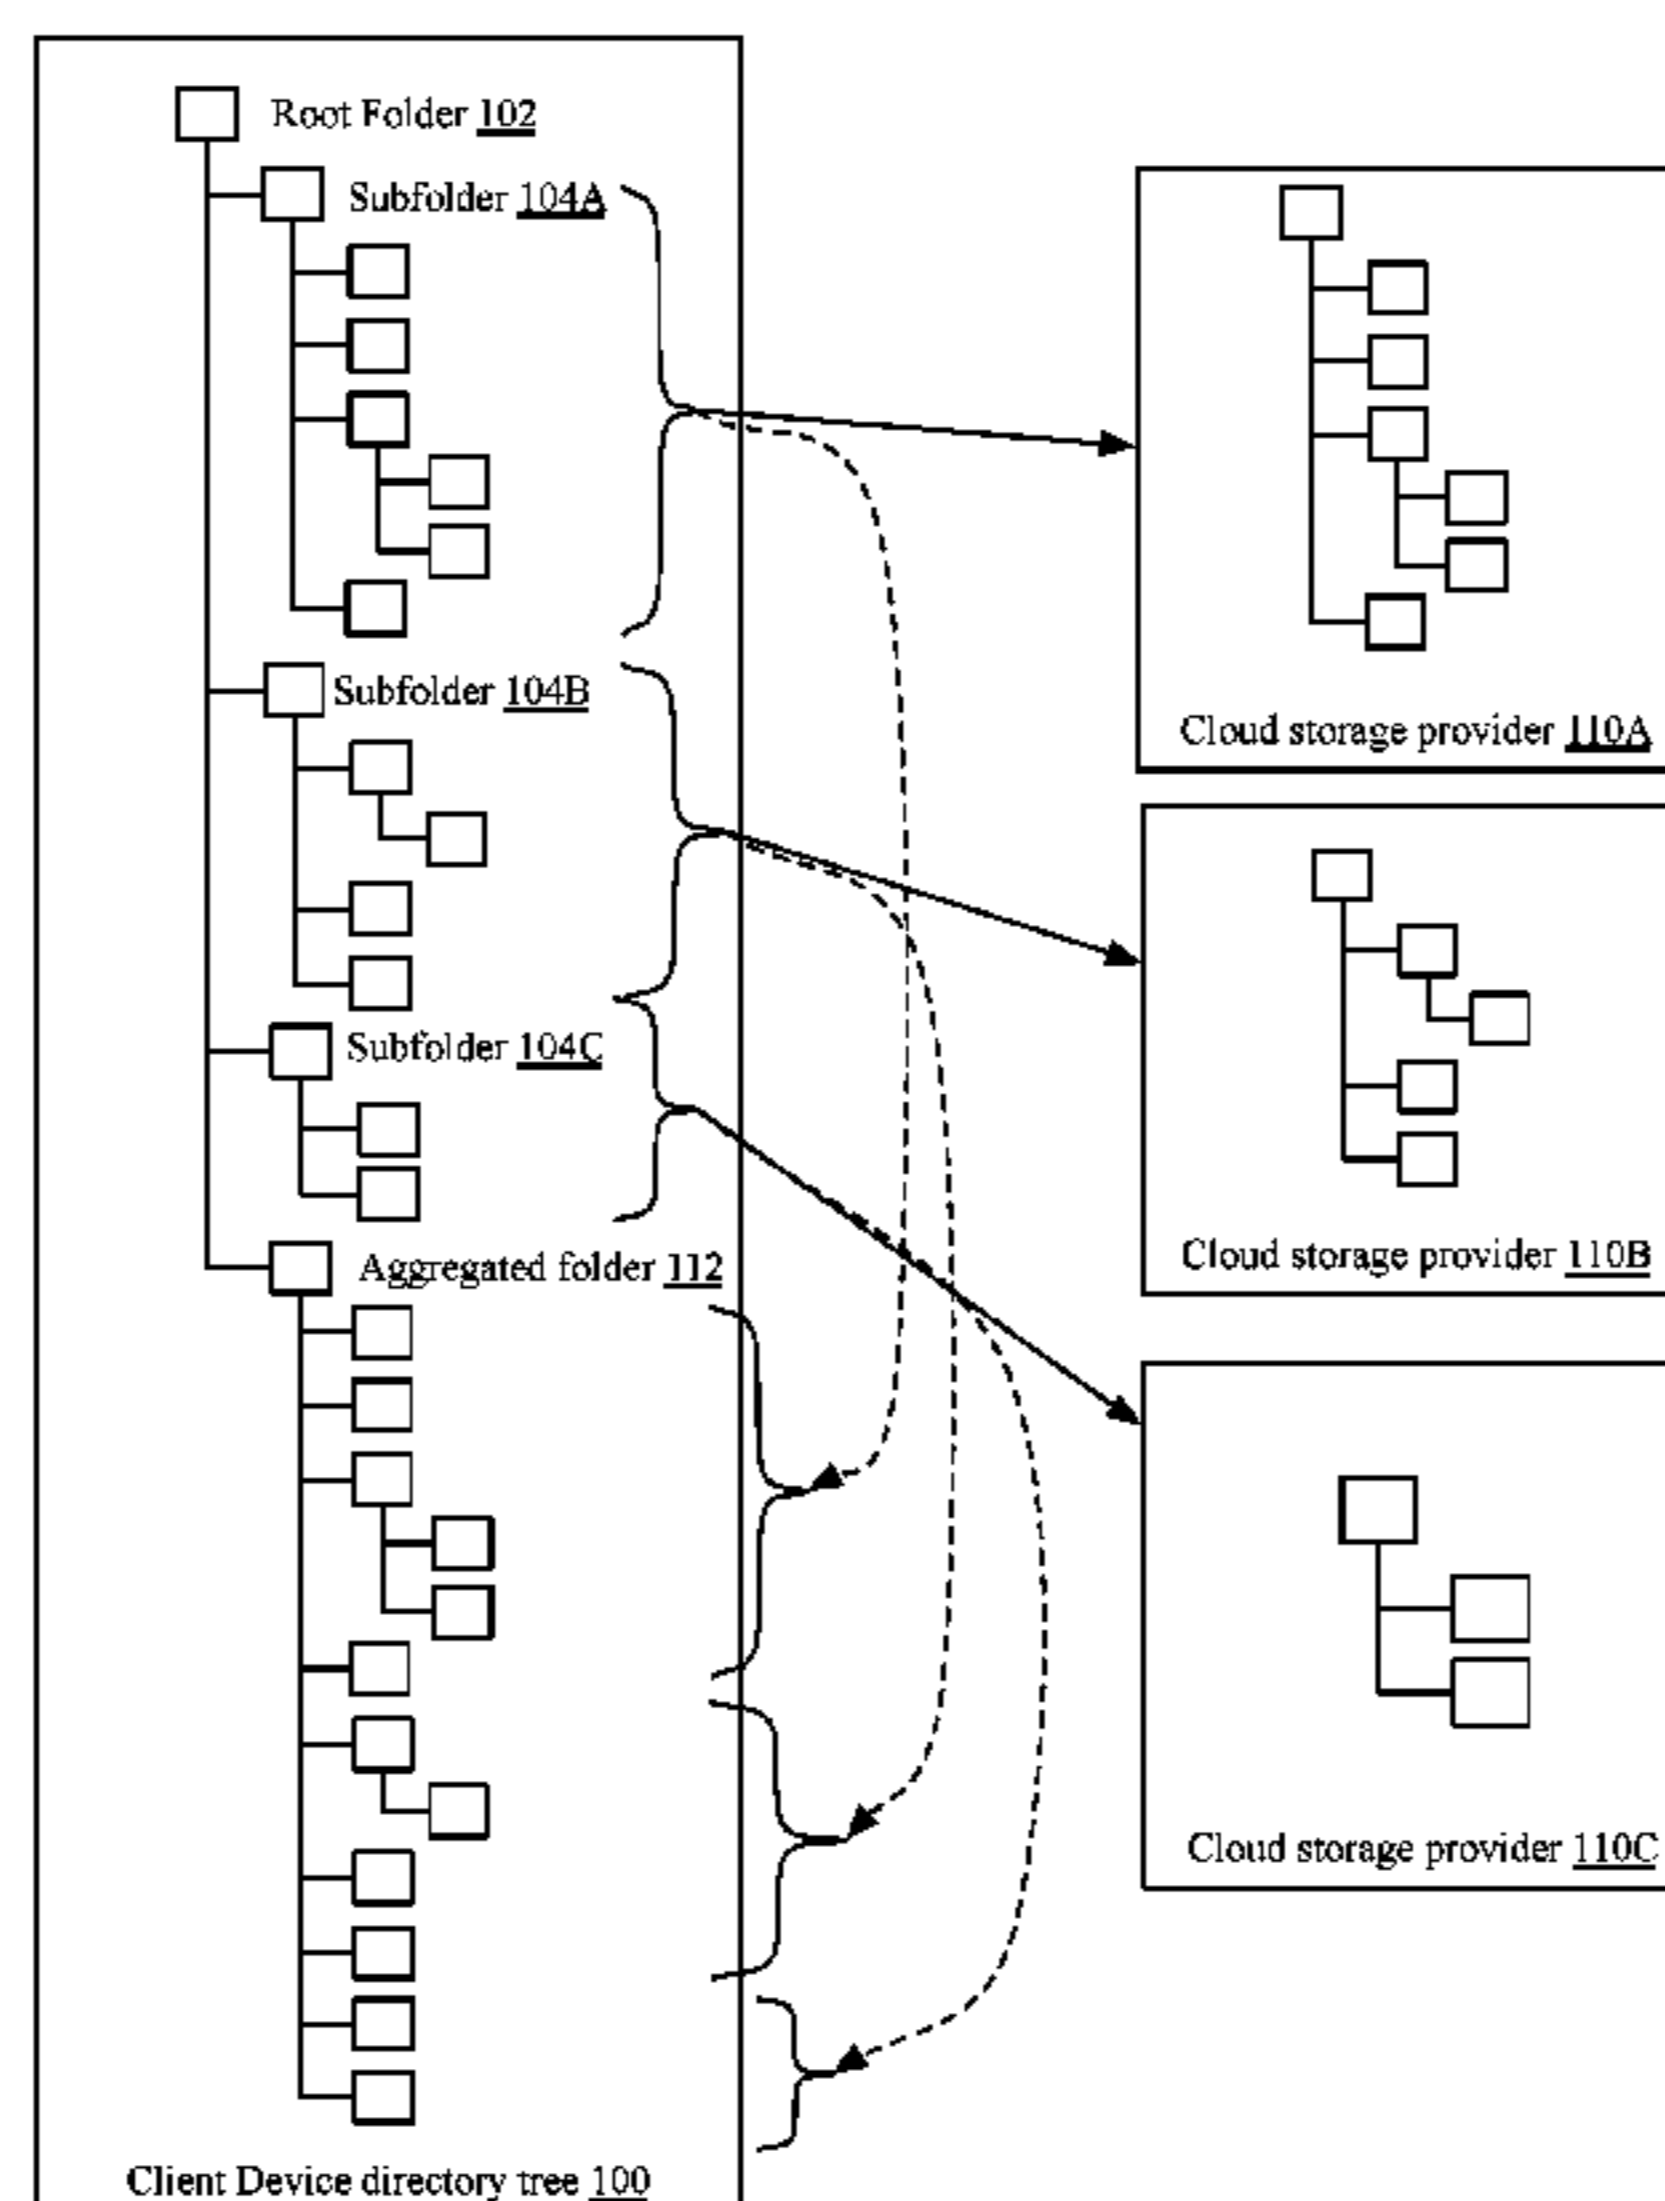 Root Folder 102
Subfolder 104A
Subfolder 104B
Subfolder 104C
Aggregated folder 112
Client Device directory tree 100
Cloud storage provider 110A
Cloud storage provider 110B
Cloud storage provider 110C